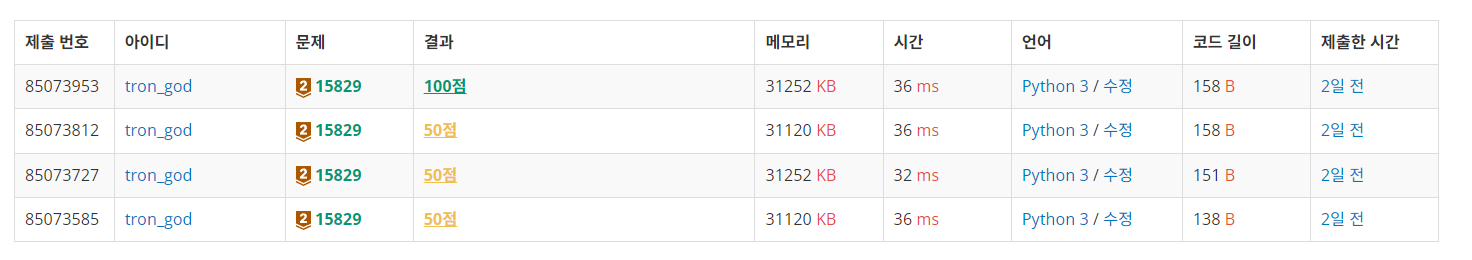 제출 번호 아이디 문제 결과 메모리 시간 언어 코드 길이 제출한 시간
85073953 tron_god 2 15829 100점 31252 KB 36 ms Python 3 / 수정 158 B 2일 전
85073812 tron_god 2 15829 50점 31120 KB 36 ms Python 3 / 수정 158 B 2일 전
85073727 tron_god 2 15829 50점 31252 KB 32 ms Python 3 / 수정 151 B 2일 전
85073585 tron_god 2 15829 50점 31120 KB 36 ms Python 3 / 수정 138 B 2일 전